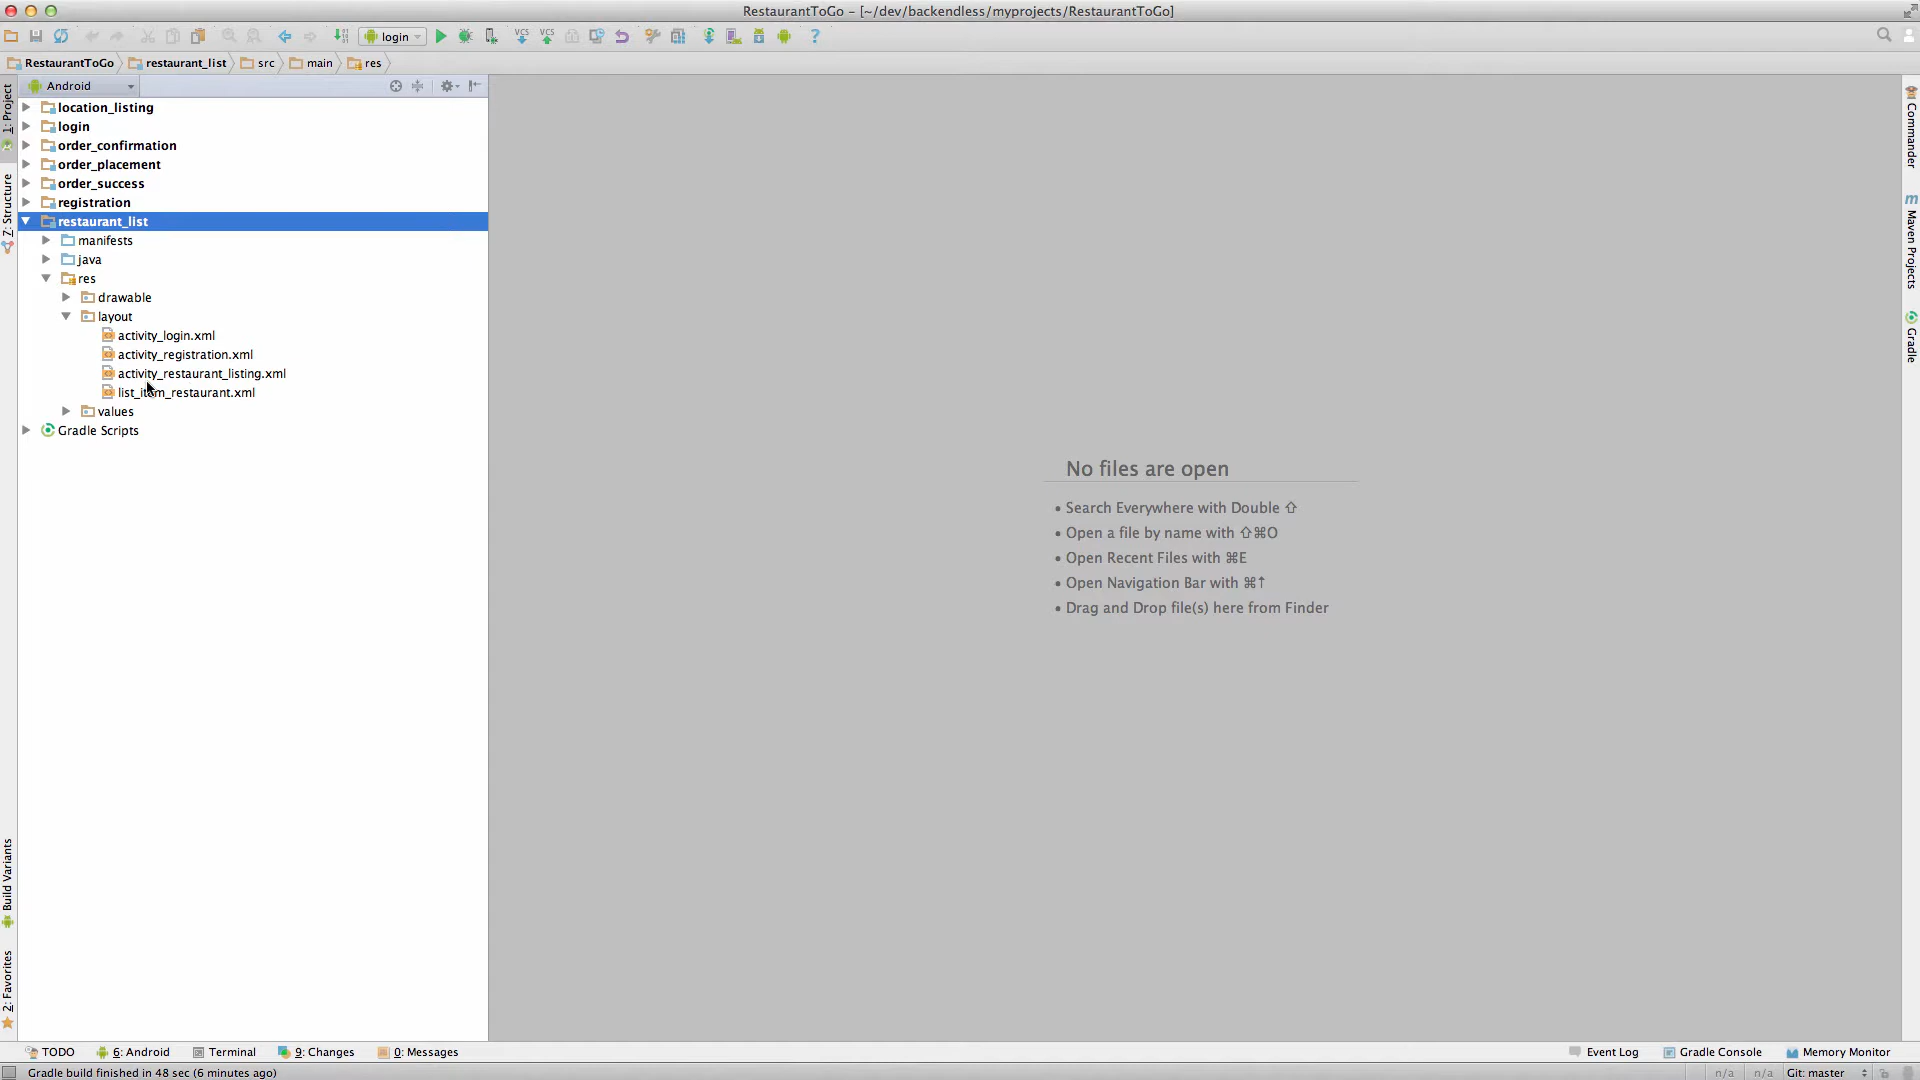 RestaurantToGo – [~/dev/backendless/myprojects/RestaurantToGo]
login
VCS VCS
?
RestaurantToGo restaurant_list src main res
Android
location_listing
login
order_confirmation
order_placement
order_success
registration
restaurant_list
manifests
java
res
drawable
layout
activity_login.xml
activity_registration.xml
activity_restaurant_listing.xml
list_item_restaurant.xml
values
Gradle Scripts
1: Project
7: Structure
Build Variants
2: Favorites
No files are open
• Search Everywhere with Double ⇧
• Open a file by name with ⇧⌘O
• Open Recent Files with ⌘E
• Open Navigation Bar with ⌘↑
• Drag and Drop file(s) here from Finder
Commander
m Maven Projects
Gradle
TODO 6: Android Terminal 9: Changes 0: Messages Event Log Gradle Console Memory Monitor
Gradle build finished in 48 sec (6 minutes ago) n/a n/a Git: master